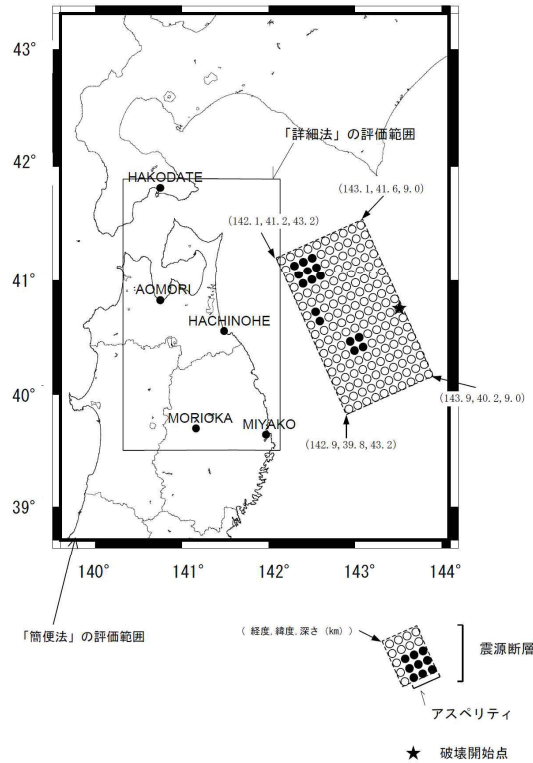 43°
42°
41°
40°
39°
140°
141°
142°
143°
144°
「詳細法」の評価範囲
HAKODATE
(143.1,41.6,9.0)
(142.1,41.2,43.2)
AOMORI
HACHINOHE
MORIOKA
MIYAKO
(143.9,40.2,9.0)
(142.9,39.8,43.2)
「簡便法」の評価範囲
(経度,緯度,深さ(km))
震源断層
アスペリティ
★ 破壊開始点